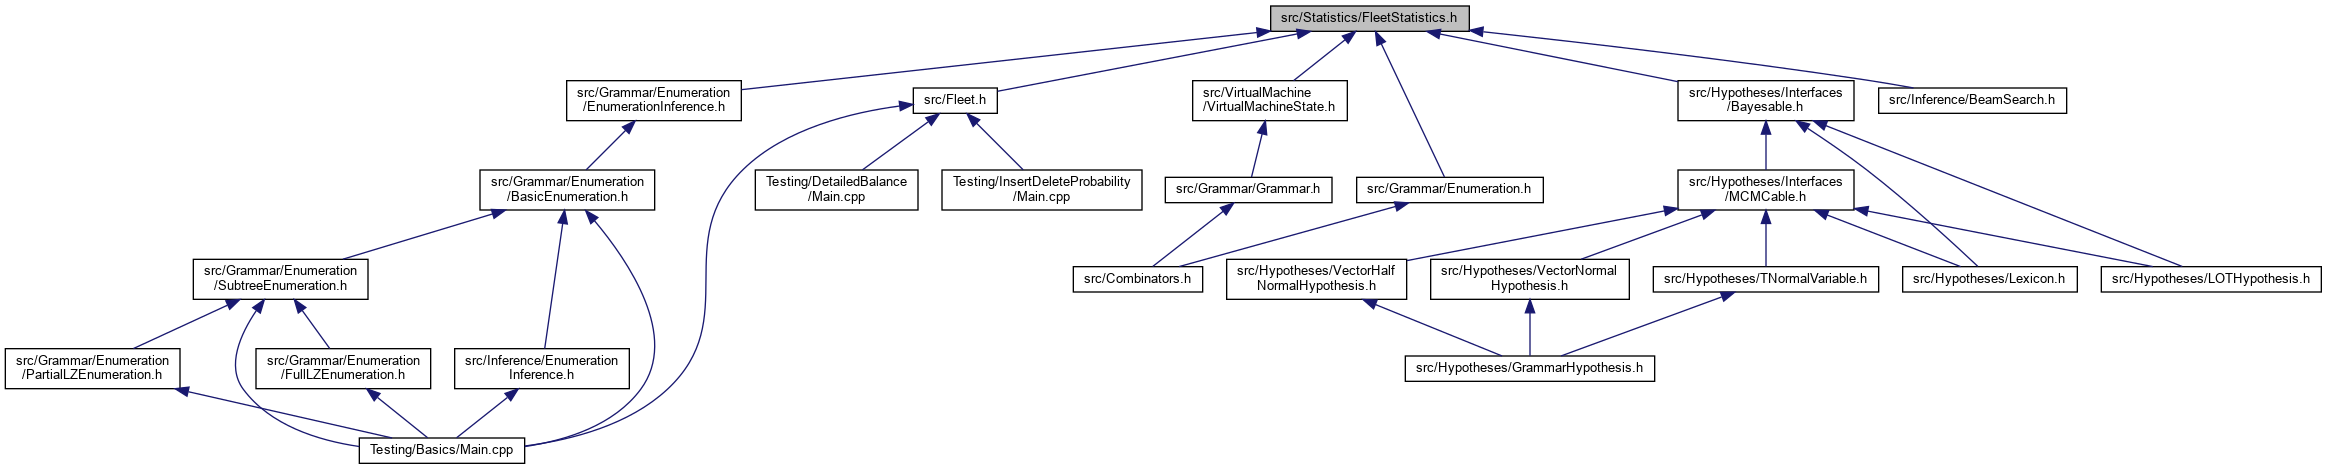 src/Statistics/FleetStatistics.h
src/Grammar/Enumeration
/EnumerationInference.h
src/Fleet.h
src/VirtualMachine
/VirtualMachineState.h
src/Hypotheses/Interfaces
/Bayesable.h
src/Inference/BeamSearch.h
src/Grammar/Enumeration
/BasicEnumeration.h
Testing/DetailedBalance
/Main.cpp
Testing/InsertDeleteProbability
/Main.cpp
src/Grammar/Grammar.h
src/Grammar/Enumeration.h
src/Hypotheses/Interfaces
/MCMCable.h
src/Grammar/Enumeration
/SubtreeEnumeration.h
src/Combinators.h
src/Hypotheses/VectorHalf
NormalHypothesis.h
src/Hypotheses/VectorNormal
Hypothesis.h
src/Hypotheses/TNormalVariable.h
src/Hypotheses/Lexicon.h
src/Hypotheses/LOTHypothesis.h
src/Grammar/Enumeration
/PartialLZEnumeration.h
src/Grammar/Enumeration
/FullLZEnumeration.h
src/Inference/Enumeration
Inference.h
src/Hypotheses/GrammarHypothesis.h
Testing/Basics/Main.cpp